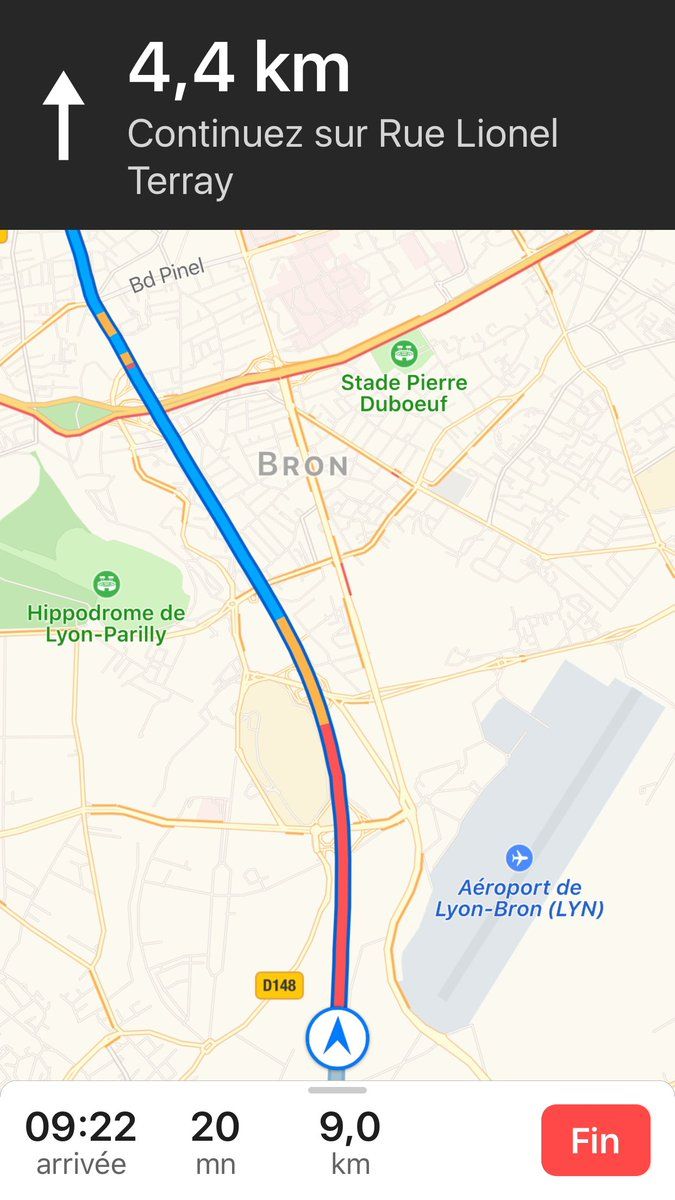 4,4 km
Continuez sur Rue Lionel
Terray
Bd Pinel
Stade Pierre
Duboeuf
BRON
Hippodrome de
Lyon-Parilly
Aéroport de
Lyon-Bron (LYN)
D148
09:22 20 9,0
arrivée mn km
Fin